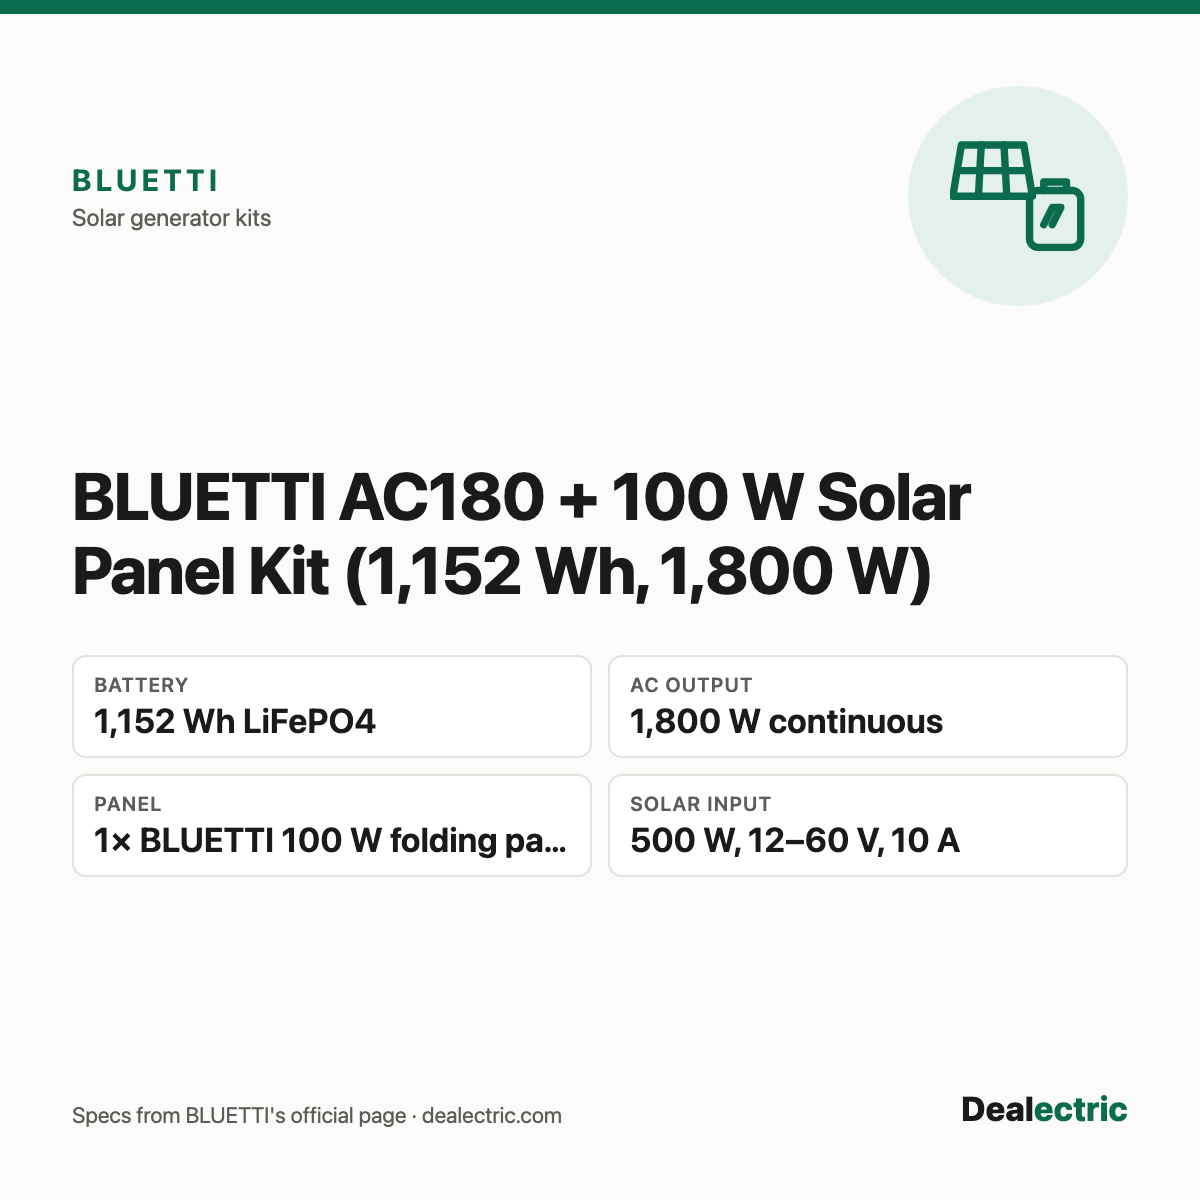 BLUETTI
Solar generator kits
BLUETTI AC180 + 100 W Solar
Panel Kit (1,152 Wh, 1,800 W)
BATTERY
1,152 Wh LiFePO4
AC OUTPUT
1,800 W continuous
PANEL
1× BLUETTI 100 W folding pa...
SOLAR INPUT
500 W, 12–60 V, 10 A
Specs from BLUETTI's official page · dealectric.com
Dealectric